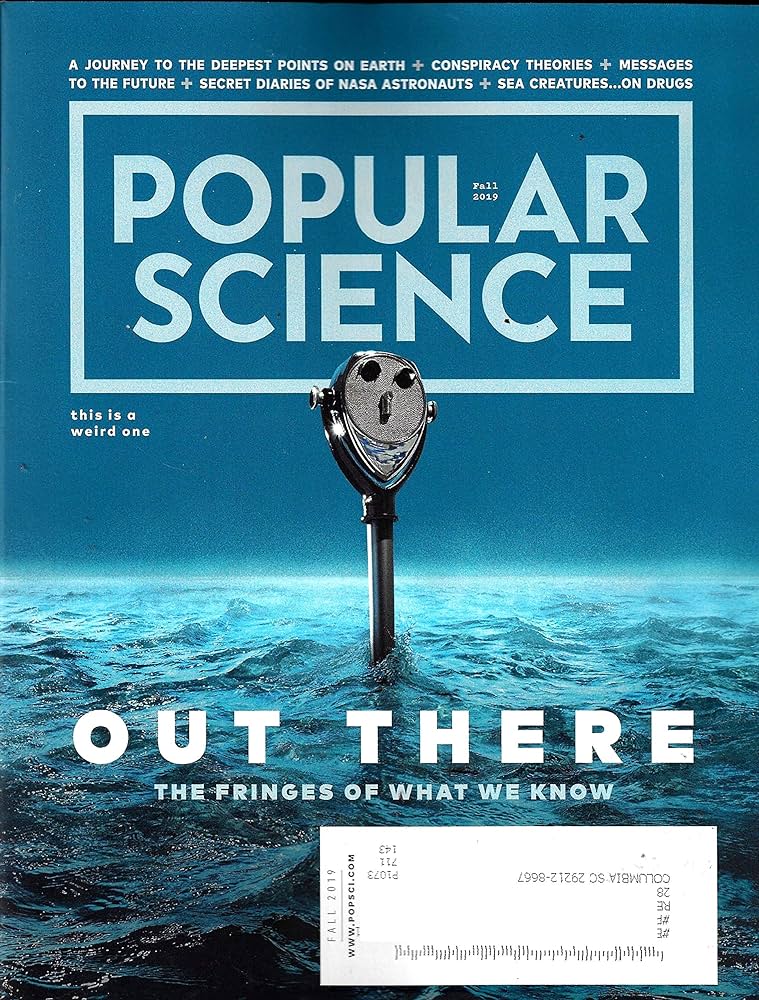 A JOURNEY TO THE DEEPEST POINTS ON EARTH + CONSPIRACY THEORIES + MESSAGES
TO THE FUTURE + SECRET DIARIES OF NASA ASTRONAUTS + SEA CREATURES...ON DRUGS
POPULAR
Fall
2019
SCIENCE
this is a
weird one
OUT THERE
THE FRINGES OF WHAT WE KNOW
FALL 2019
WWW.POPSCI.COM
#E
#F
RE
28
COLUMBIA SC 29212-8667
P1073
711
143